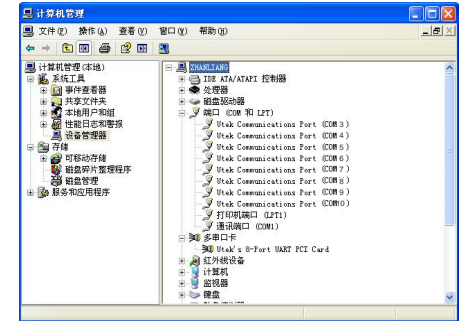 计算机管理
文件(F) 操作(A) 查看(V) 窗口(W) 帮助(H)
计算机管理(本地)
系统工具
事件查看器
共享文件夹
本地用户和组
性能日志和警报
设备管理器
存储
可移动存储
磁盘碎片整理程序
磁盘管理
服务和应用程序
ZHANLIANG
IDE ATA/ATAPI 控制器
处理器
磁盘驱动器
端口 (COM 和 LPT)
Utek Communications Port (COM3)
Utek Communications Port (COM4)
Utek Communications Port (COM5)
Utek Communications Port (COM6)
Utek Communications Port (COM7)
Utek Communications Port (COM8)
Utek Communications Port (COM9)
Utek Communications Port (COM10)
打印机端口 (LPT1)
通讯端口 (COM1)
多串口卡
Utek's 8-Port UART PCI Card
红外线设备
计算机
监视器
键盘